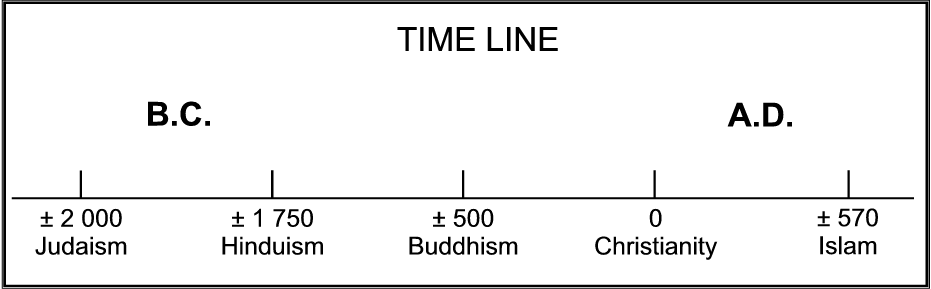 TIME LINE
B.C. A.D.
± 2 000 ± 1 750 ± 500 0 ± 570
Judaism Hinduism Buddhism Christianity Islam